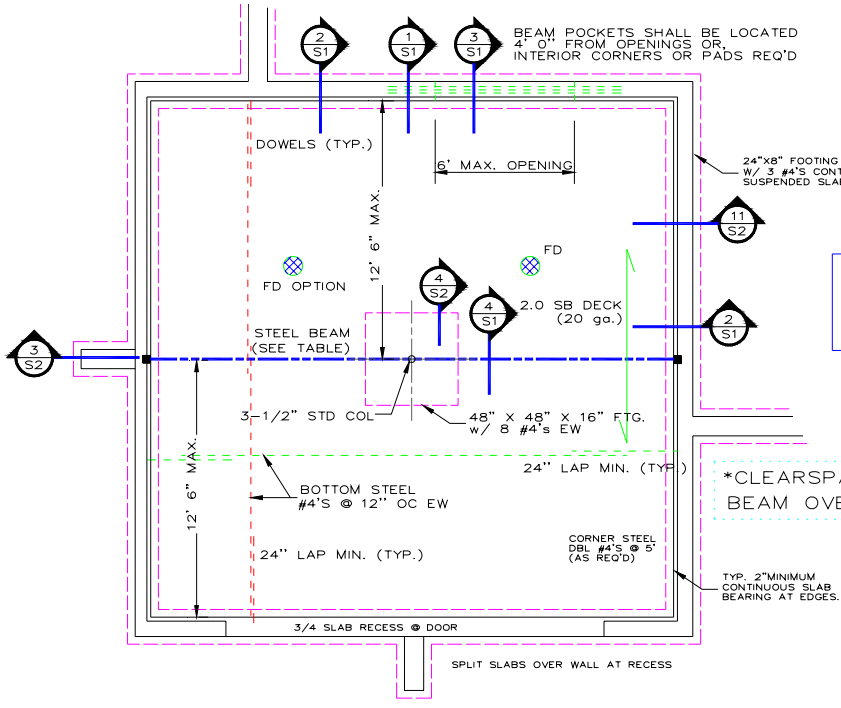 2
S1
1
S1
3
S1
BEAM POCKETS SHALL BE LOCATED
4' 0" FROM OPENINGS OR,
INTERIOR CORNERS OR PADS REQ'D
DOWELS (TYP.)
6' MAX. OPENING
24"X8" FOOTING
W/ 3 #4'S CONT
SUSPENDED SLA
12' 6" MAX.
11
S2
FD
FD OPTION
4
S2
4
S1
2.0 SB DECK
(20 ga.)
2
S1
STEEL BEAM
(SEE TABLE)
3
S2
3-1/2" STD COL
48" X 48" X 16" FTG.
w/ 8 #4's EW
12' 6" MAX.
24" LAP MIN. (TYP.)
*CLEARSPA
BEAM OVE
BOTTOM STEEL
#4'S @ 12" OC EW
24" LAP MIN. (TYP.)
CORNER STEEL
DBL #4'S @ 5'
(AS REQ'D)
TYP. 2"MINIMUM
CONTINUOUS SLAB
BEARING AT EDGES.
3/4 SLAB RECESS @ DOOR
SPLIT SLABS OVER WALL AT RECESS